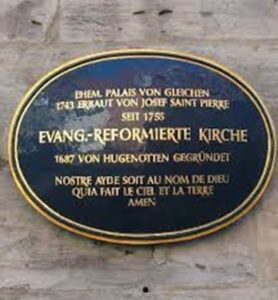 EHEM. PALAIS VON GLEICHEN
1743 ERBAUT VON JOSEF SAINT PIERRE
SEIT 1755
EVANG.-REFORMIERTE KIRCHE
1687 VON HUGENOTTEN GEGRÜNDET
NOSTRE AYDE SOIT AU NOM DE DIEU
QUIA FAIT LE CIEL ET LA TERRE
AMEN